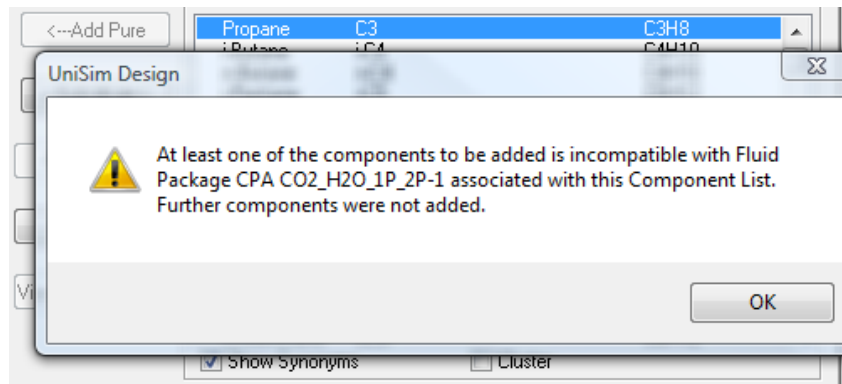 <---Add Pure
Propane C3 C3H8
i-Butane i-C4 C4H10
UniSim Design
At least one of the components to be added is incompatible with Fluid
Package CPA CO2_H2O_1P_2P-1 associated with this Component List.
Further components were not added.
Vi
OK
Show Synonyms Cluster